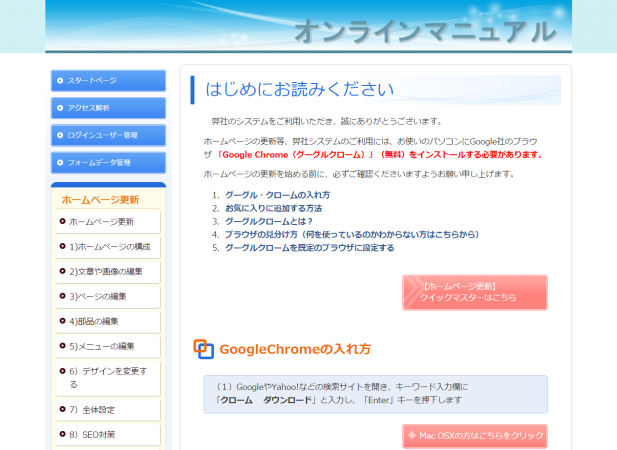 オンラインマニュアル
スタートページ
アクセス解析
ログインユーザー管理
フォームデータ管理
ホームページ更新
ホームページ更新
1)ホームページの構成
2)文章や画像の編集
3)ページの編集
4)部品の編集
5)メニューの編集
6）デザインを変更す
る
7）全体設定
8）SEO対策
はじめにお読みください
弊社のシステムをご利用いただき、誠にありがとうございます。
ホームページの更新等、弊社システムのご利用には、お使いのパソコンにGoogle社のブラウ
ザ「Google Chrome（グーグルクローム）」（無料）をインストールする必要があります。
ホームページの更新を始める前に、必ずご確認くださいますようお願い申し上げます。
1. グーグル・クロームの入れ方
2. お気に入りに追加する方法
3. グーグルクロームとは？
4. ブラウザの見分け方（何を使っているのかわからない方はこちらから）
5. グーグルクロームを既定のブラウザに設定する
【ホームページ更新】
クイックマスターはこちら
GoogleChromeの入れ方
（１）GoogleやYahoo!などの検索サイトを開き、キーワード入力欄に
「クローム　ダウンロード」と入力し、「Enter」キーを押下します
Mac OSXの方はこちらをクリック